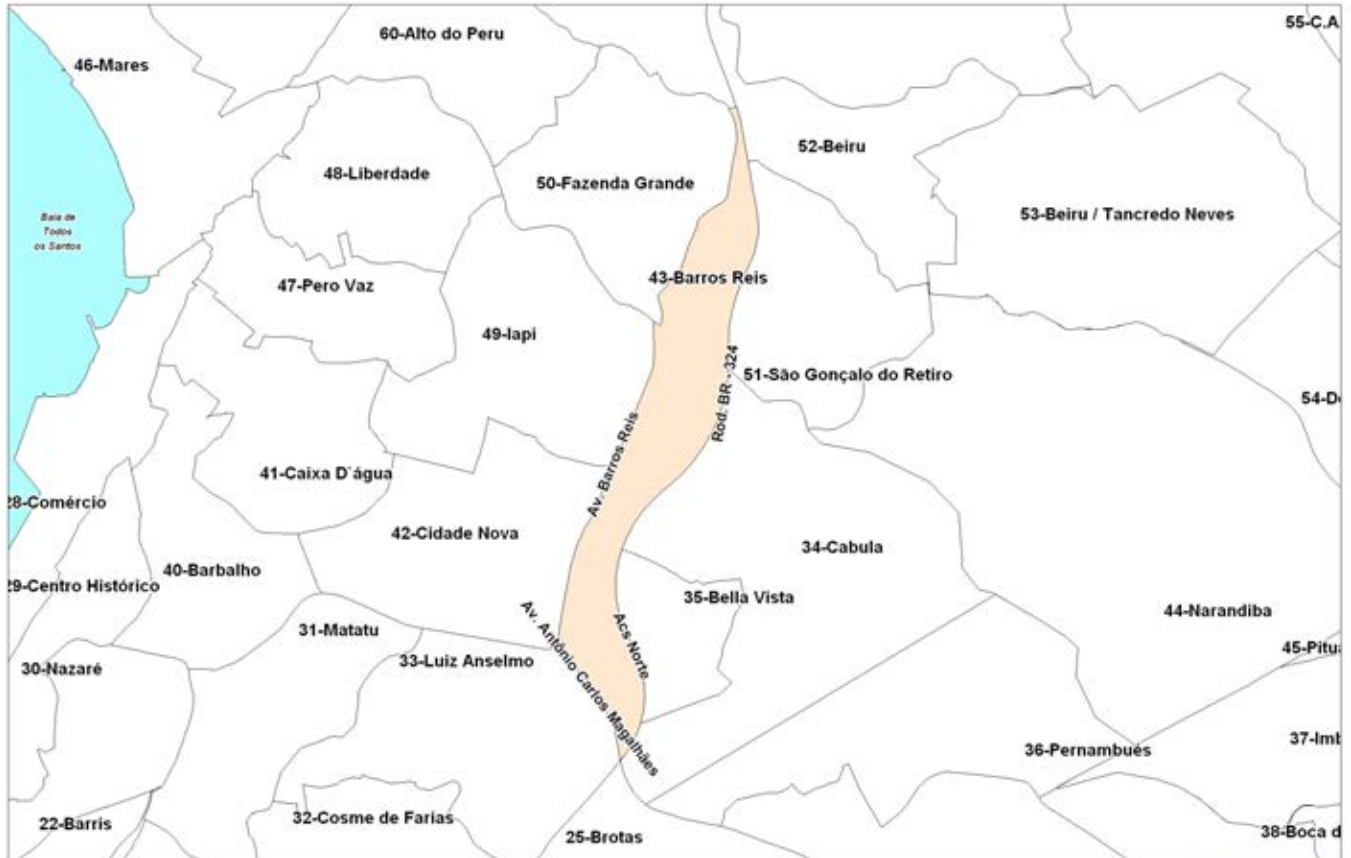 55-C.A
60-Alto do Peru
46-Mares
52-Beiru
48-Liberdade
50-Fazenda Grande
53-Beiru / Tancredo Neves
Baia de
Todos
os Santos
43-Barros Reis
47-Pero Vaz
49-Iapi
51-São Gonçalo do Retiro
Rod. BR - 324
54-D
Av. Barros Reis
41-Caixa D`água
28-Comércio
42-Cidade Nova
34-Cabula
40-Barbalho
29-Centro Histórico
35-Bella Vista
44-Narandiba
Acs Norte
Av. Antônio Carlos Magalhães
31-Matatu
33-Luiz Anselmo
45-Pitu
30-Nazaré
37-Imb
36-Pernambués
32-Cosme de Farias
22-Barris
25-Brotas
38-Boca d